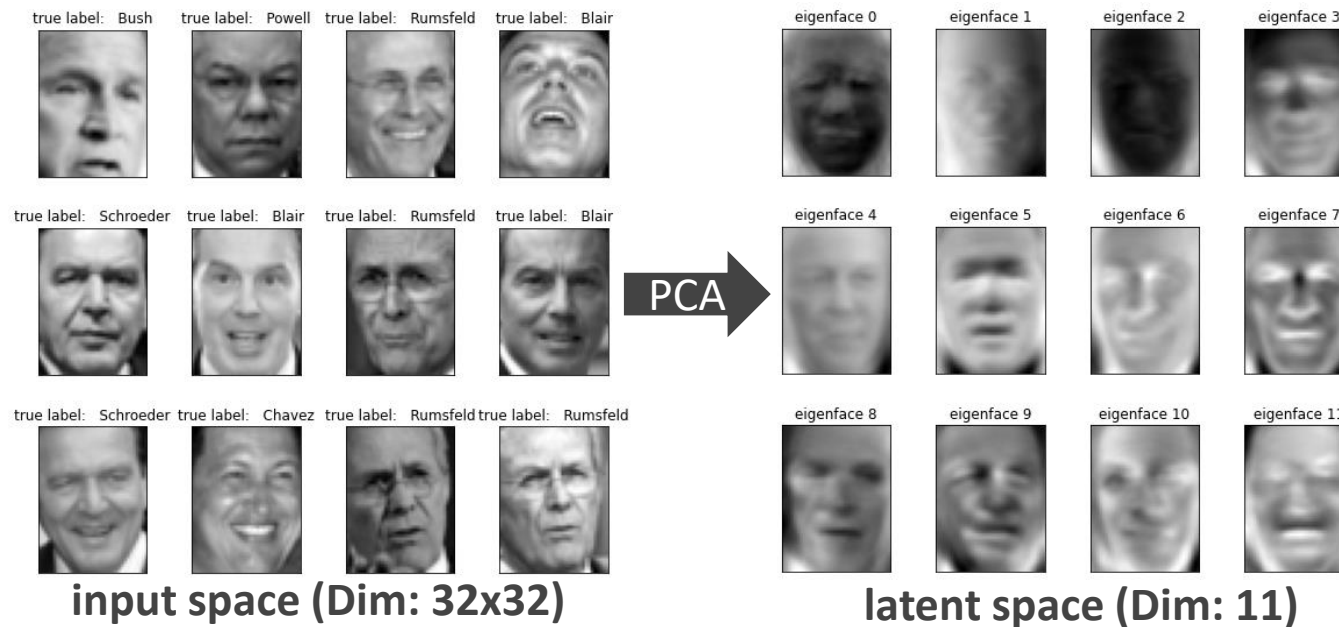 true label: Bush true label: Powell true label: Rumsfeld true label: Blair
eigenface 0 eigenface 1 eigenface 2 eigenface 3
true label: Schroeder true label: Blair true label: Rumsfeld true label: Blair
eigenface 4 eigenface 5 eigenface 6 eigenface 7
PCA
true label: Schroeder true label: Chavez true label: Rumsfeld true label: Rumsfeld
eigenface 8 eigenface 9 eigenface 10 eigenface 11
input space (Dim: 32x32)
latent space (Dim: 11)